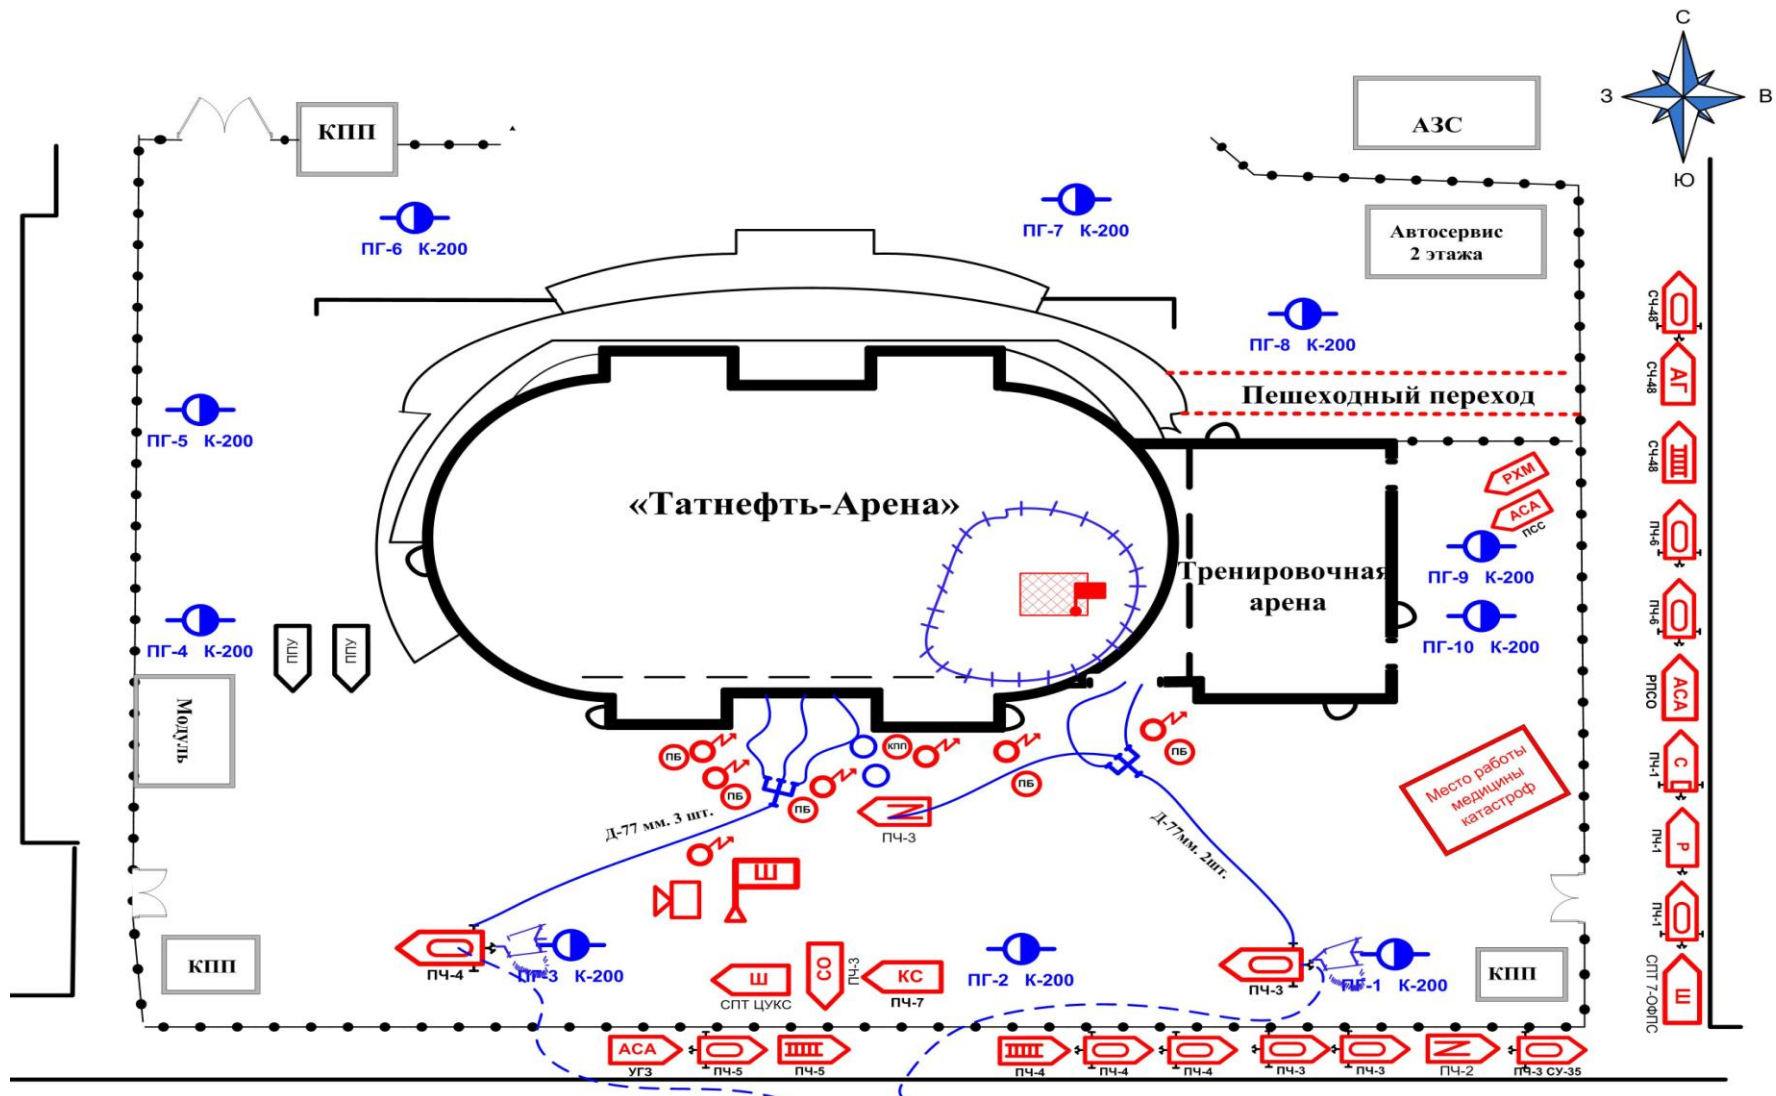 С
З
В
Ю
КПП
АЗС
Автосервис
2 этажа
ПГ-6 К-200
ПГ-7 К-200
ПГ-8 К-200
Пешеходный переход
ПГ-5 К-200
«Татнефть-Арена»
Тренировочная
арена
РХМ
АСА
ПСС
ПГ-9 К-200
ПГ-10 К-200
ПГ-4 К-200
ППУ
ППУ
Модуль
СЧ-48
АГ
СЧ-48
СЧ-48
ПЧ-6
ПЧ-6
АСА
РПСО
С
ПЧ-1
Р
ПЧ-1
ПЧ-1
Ш
СПТ 7-ОФПС
ПБ
ПБ
ПБ
КПП
ПБ
ПБ
Место работы
медицины
катастроф
Д-77 мм. 3 шт.
ПЧ-3
Д-77мм. 2шт.
Ш
КПП
ПЧ-4
ПГ-3 К-200
Ш
СПТ ЦУКС
СО
ПЧ-3
КС
ПЧ-7
ПГ-2 К-200
ПЧ-3
ПГ-1 К-200
КПП
АСА
УГЗ
ПЧ-5
ПЧ-5
ПЧ-4
ПЧ-4
ПЧ-4
ПЧ-3
ПЧ-3
ПЧ-2
ПЧ-3 СУ-35